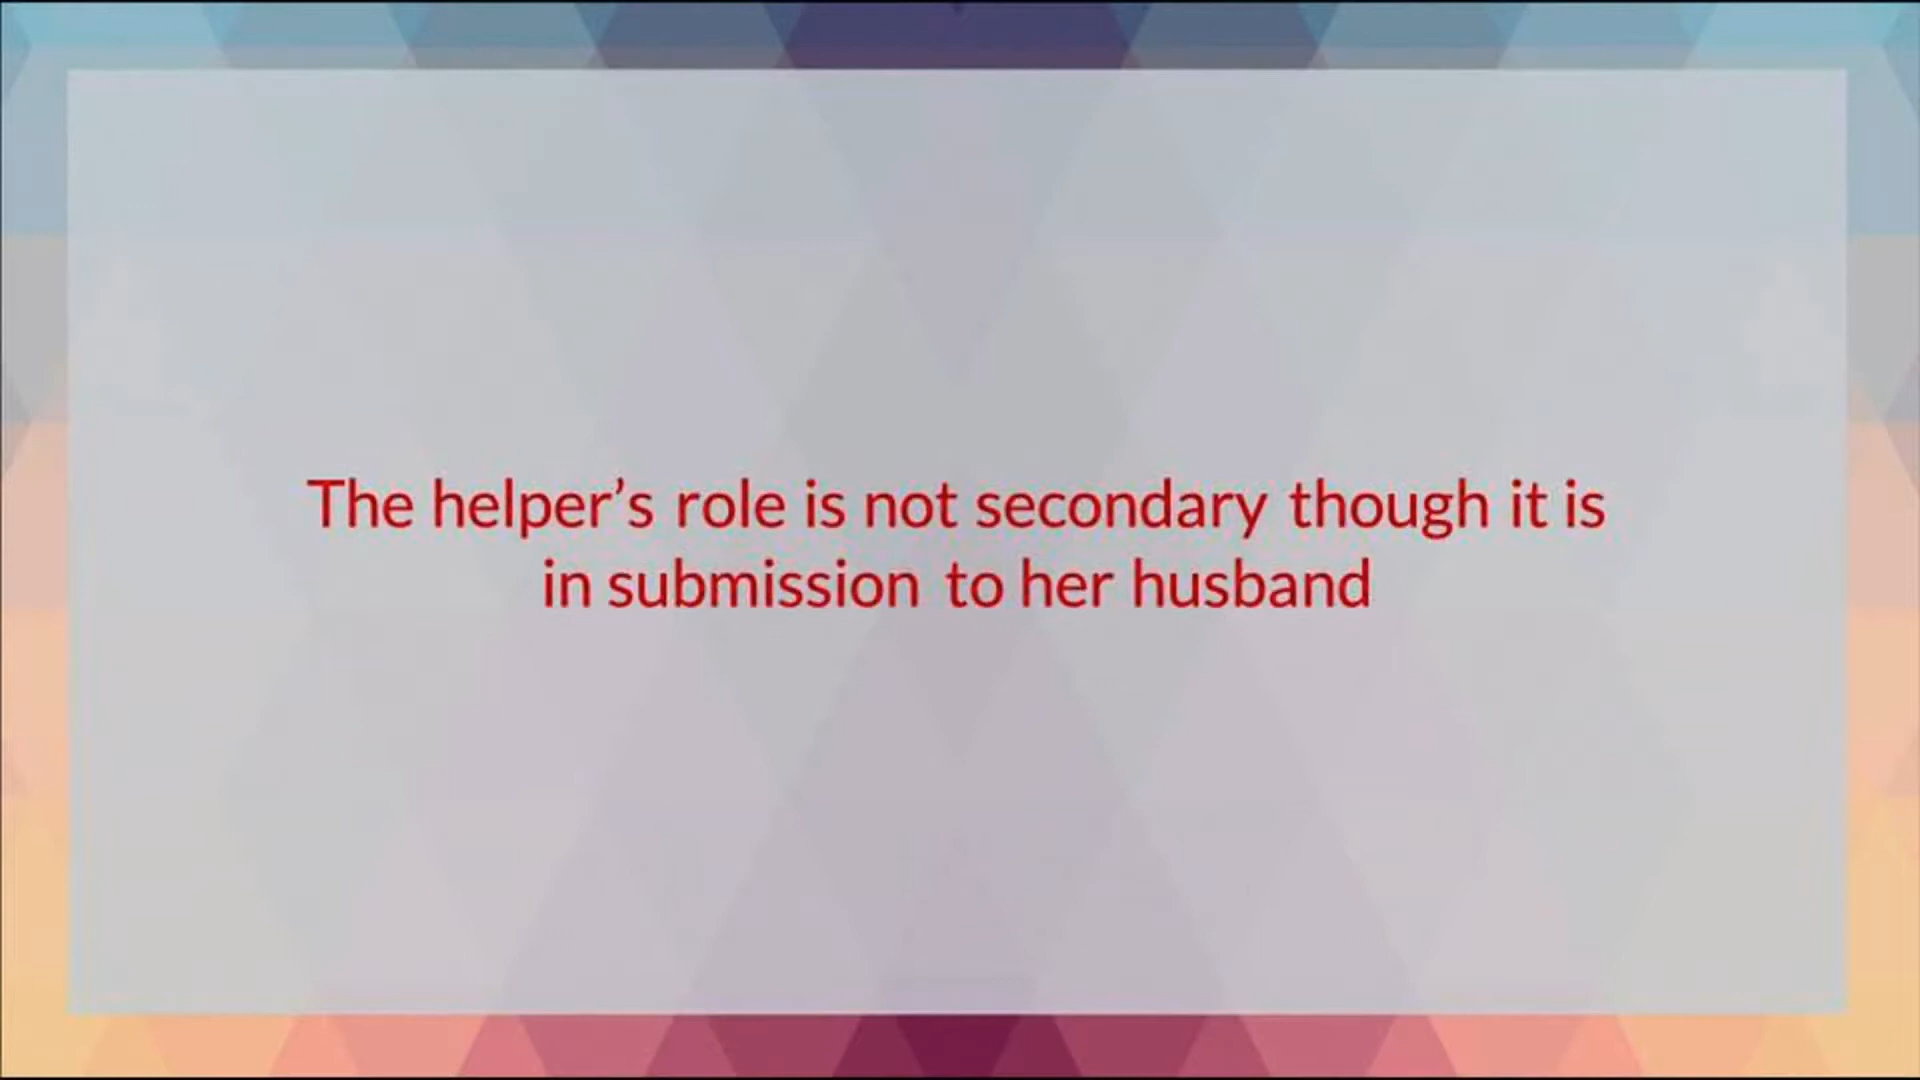 The helper’s role is not secondary though it is
in submission to her husband